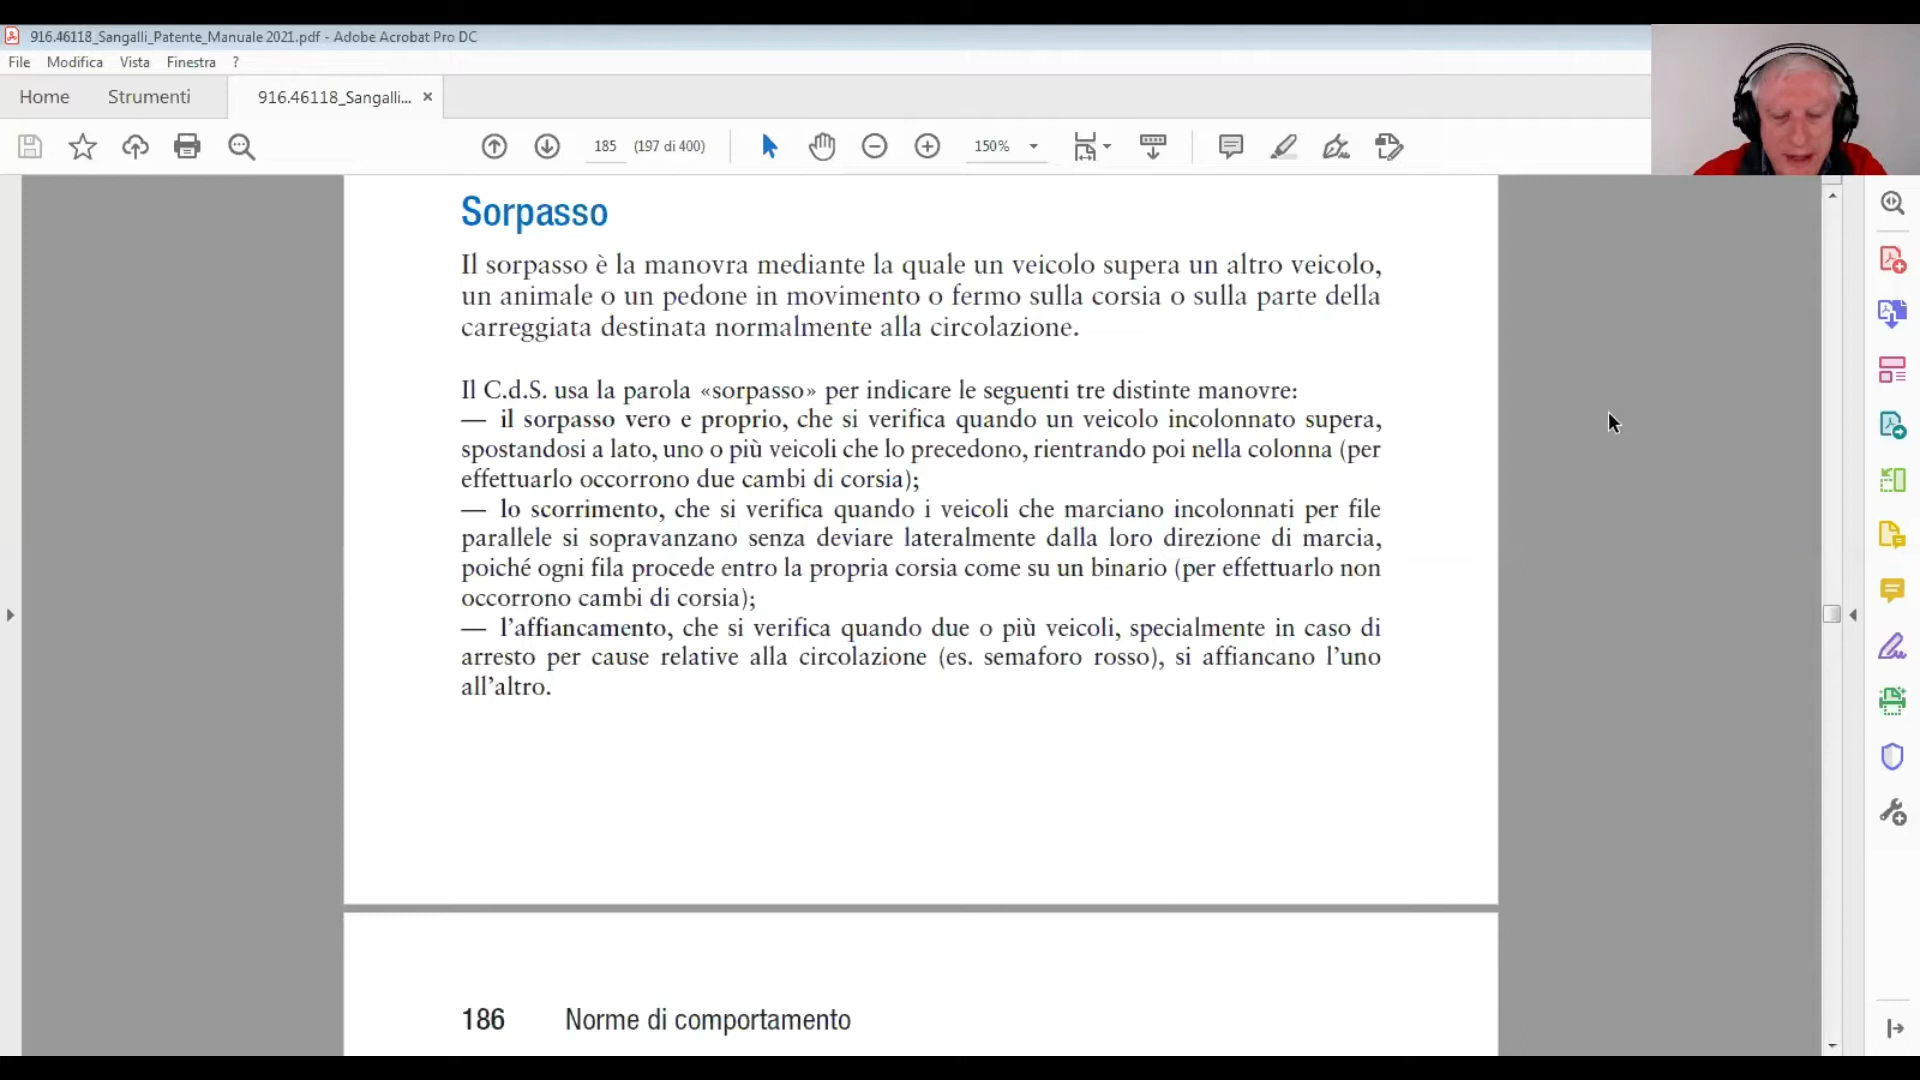 916.46118_Sangalli_Patente_Manuale 2021.pdf - Adobe Acrobat Pro DC
File Modifica Vista Finestra ?
Home Strumenti 916.46118_Sangalli... ×
185 (197 di 400) 150%
Sorpasso
Il sorpasso è la manovra mediante la quale un veicolo supera un altro veicolo,
un animale o un pedone in movimento o fermo sulla corsia o sulla parte della
carreggiata destinata normalmente alla circolazione.
Il C.d.S. usa la parola «sorpasso» per indicare le seguenti tre distinte manovre:
— il sorpasso vero e proprio, che si verifica quando un veicolo incolonnato supera,
spostandosi a lato, uno o più veicoli che lo precedono, rientrando poi nella colonna (per
effettuarlo occorrono due cambi di corsia);
— lo scorrimento, che si verifica quando i veicoli che marciano incolonnati per file
parallele si sopravanzano senza deviare lateralmente dalla loro direzione di marcia,
poiché ogni fila procede entro la propria corsia come su un binario (per effettuarlo non
occorrono cambi di corsia);
— l’affiancamento, che si verifica quando due o più veicoli, specialmente in caso di
arresto per cause relative alla circolazione (es. semaforo rosso), si affiancano l’uno
all’altro.
186 Norme di comportamento